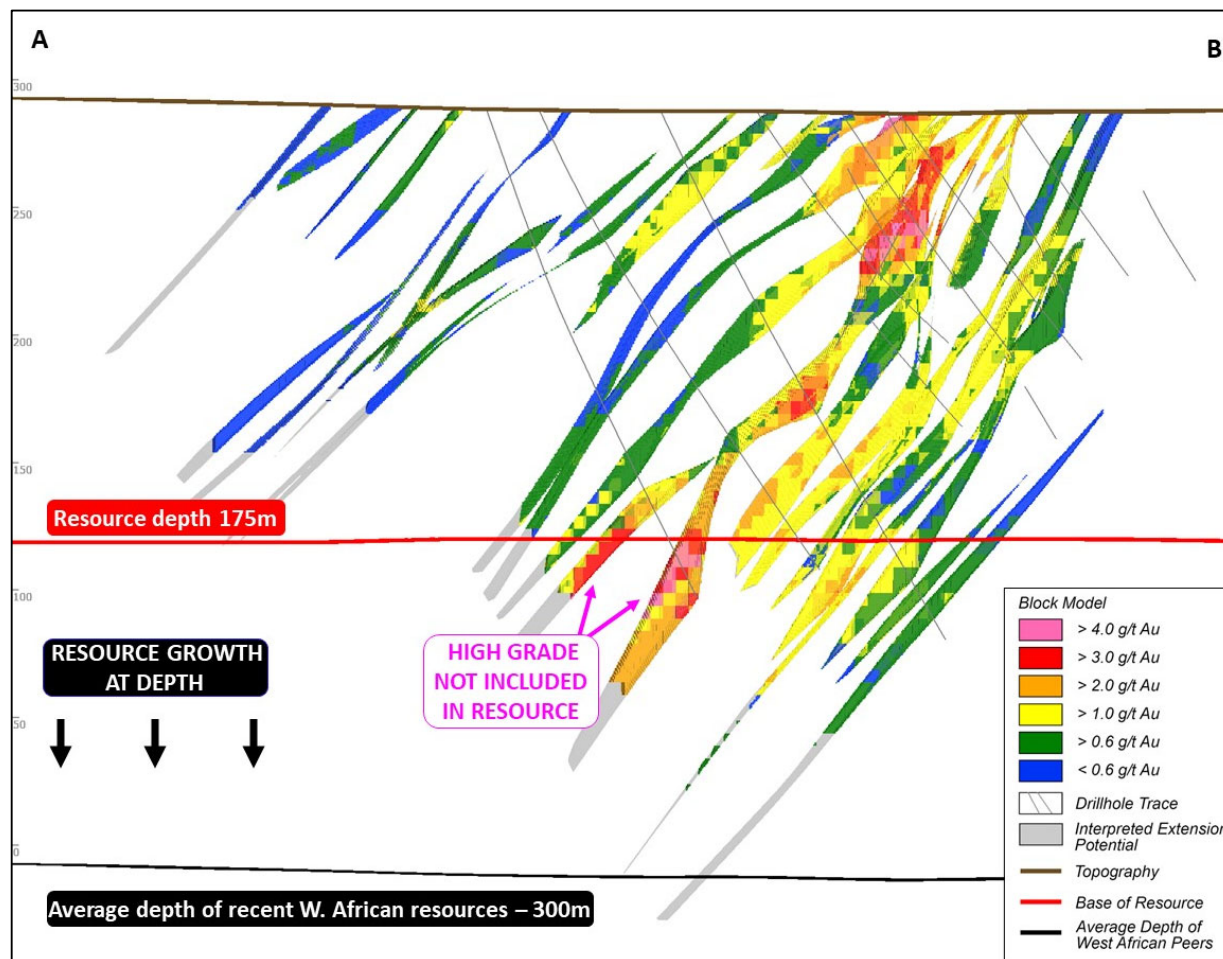 A
B
300
250
200
150
Resource depth 175m
100
HIGH GRADE
NOT INCLUDED
IN RESOURCE
RESOURCE GROWTH
AT DEPTH
50
0
Average depth of recent W. African resources – 300m
Block Model
> 4.0 g/t Au
> 3.0 g/t Au
> 2.0 g/t Au
> 1.0 g/t Au
> 0.6 g/t Au
< 0.6 g/t Au
Drillhole Trace
Interpreted Extension
Potential
Topography
Base of Resource
Average Depth of
West African Peers